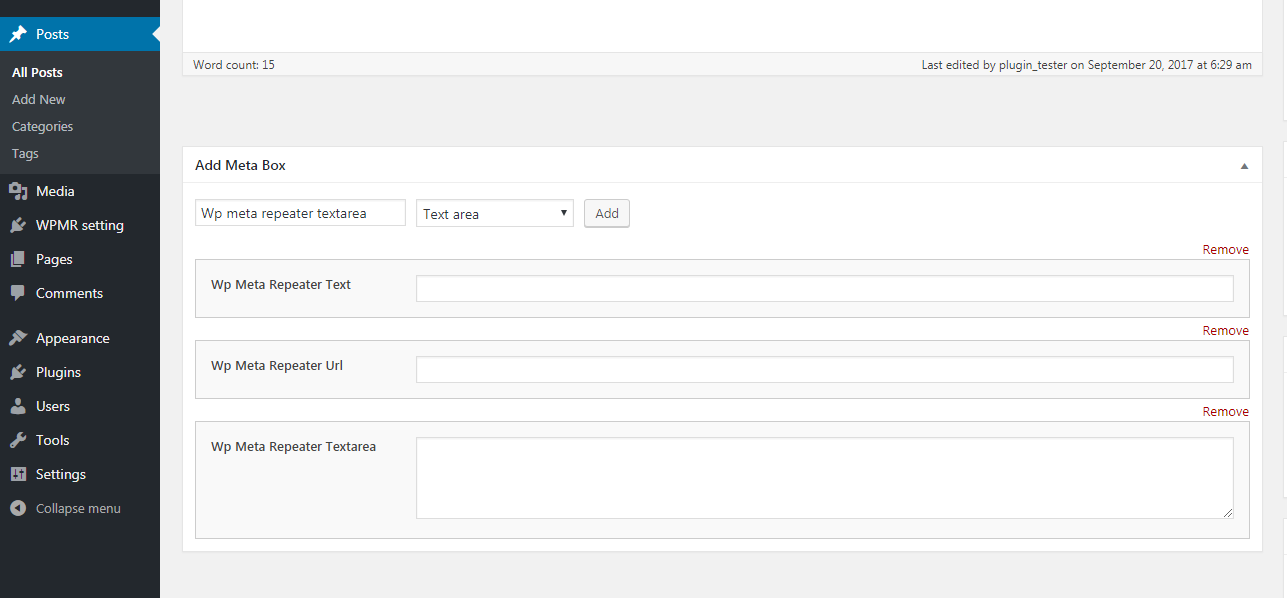 Posts
All Posts
Add New
Categories
Tags
Media
WPMR setting
Pages
Comments
Appearance
Plugins
Users
Tools
Settings
Collapse menu
Word count: 15
Last edited by plugin_tester on September 20, 2017 at 6:29 am
Add Meta Box
Wp meta repeater textarea
Text area
Add
Remove
Wp Meta Repeater Text
Remove
Wp Meta Repeater Url
Remove
Wp Meta Repeater Textarea